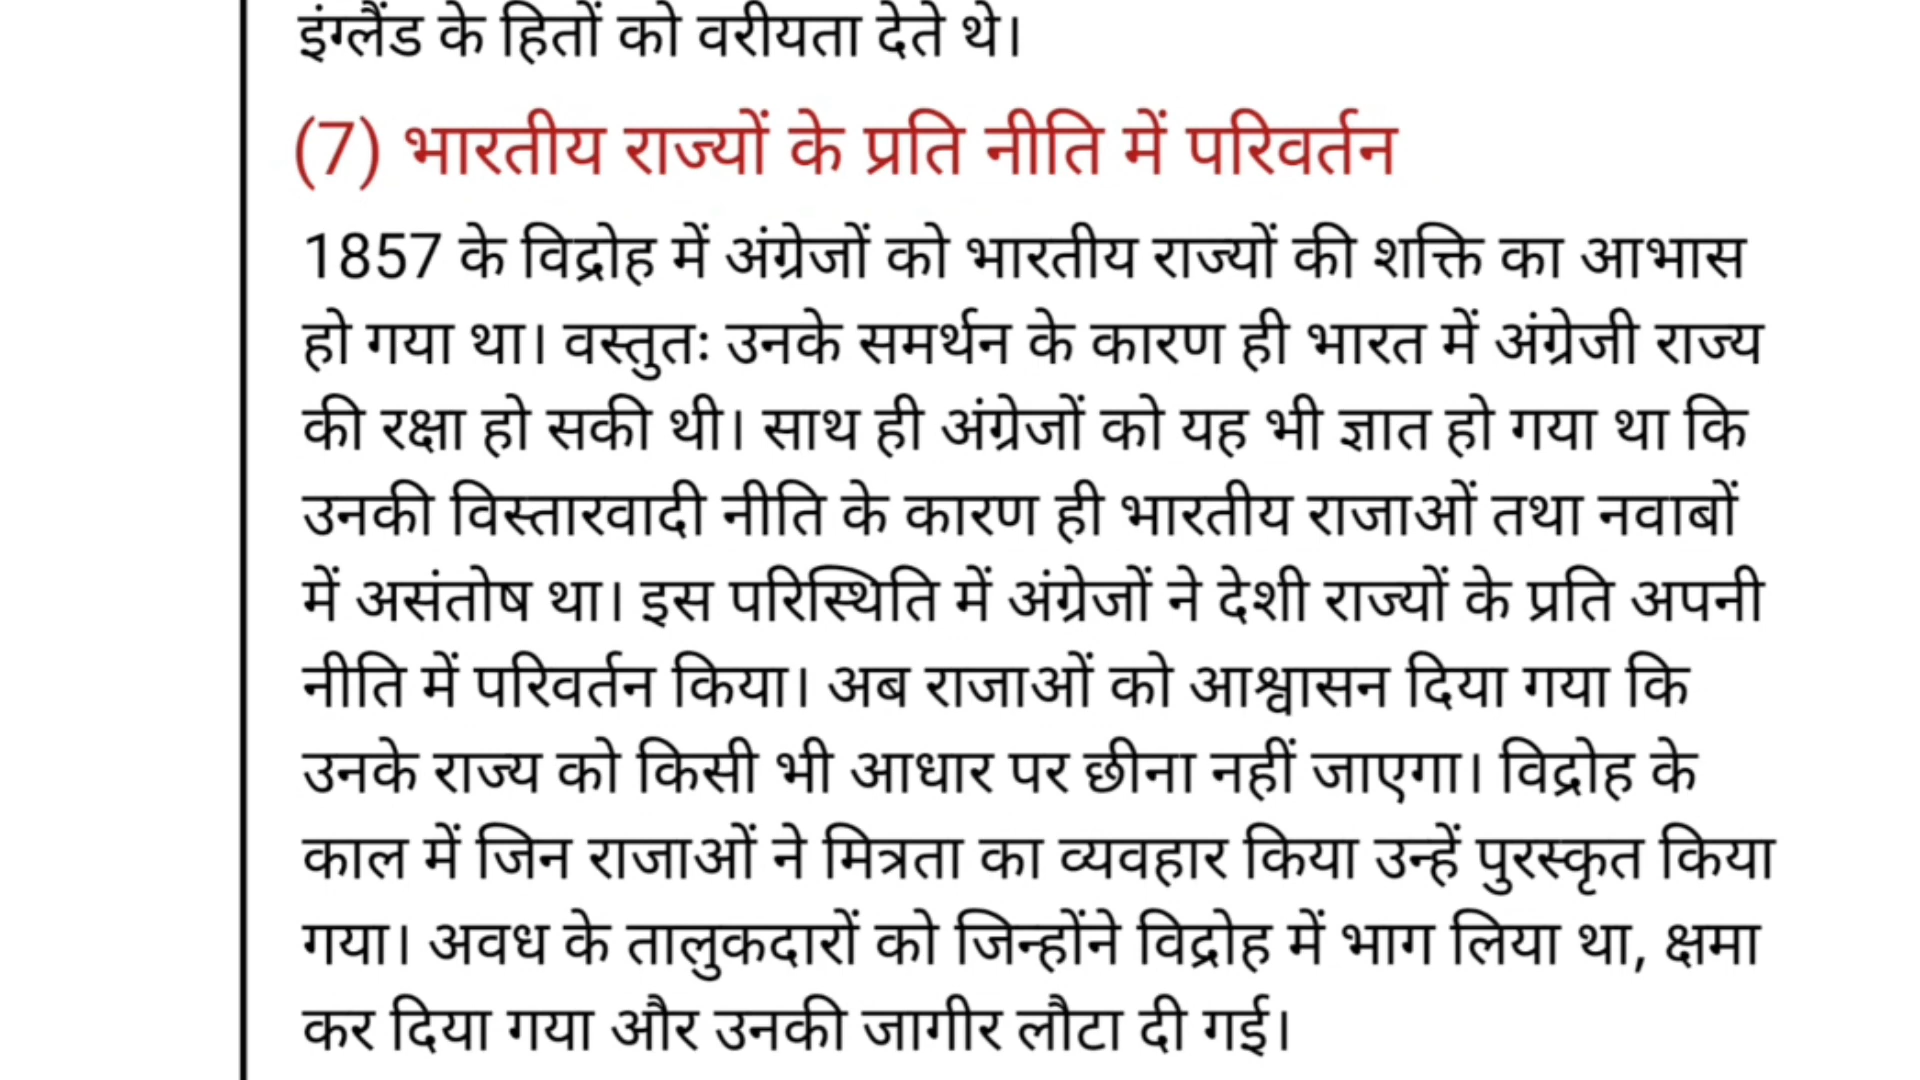 इंग्लैंड के हितों को वरीयता देते थे।
(7) भारतीय राज्यों के प्रति नीति में परिवर्तन
1857 के विद्रोह में अंग्रेजों को भारतीय राज्यों की शक्ति का आभास
हो गया था। वस्तुतः उनके समर्थन के कारण ही भारत में अंग्रेजी राज्य
की रक्षा हो सकी थी। साथ ही अंग्रेजों को यह भी ज्ञात हो गया था कि
उनकी विस्तारवादी नीति के कारण ही भारतीय राजाओं तथा नवाबों
में असंतोष था। इस परिस्थिति में अंग्रेजों ने देशी राज्यों के प्रति अपनी
नीति में परिवर्तन किया। अब राजाओं को आश्वासन दिया गया कि
उनके राज्य को किसी भी आधार पर छीना नहीं जाएगा। विद्रोह के
काल में जिन राजाओं ने मित्रता का व्यवहार किया उन्हें पुरस्कृत किया
गया। अवध के तालुकदारों को जिन्होंने विद्रोह में भाग लिया था, क्षमा
कर दिया गया और उनकी जागीर लौटा दी गई।